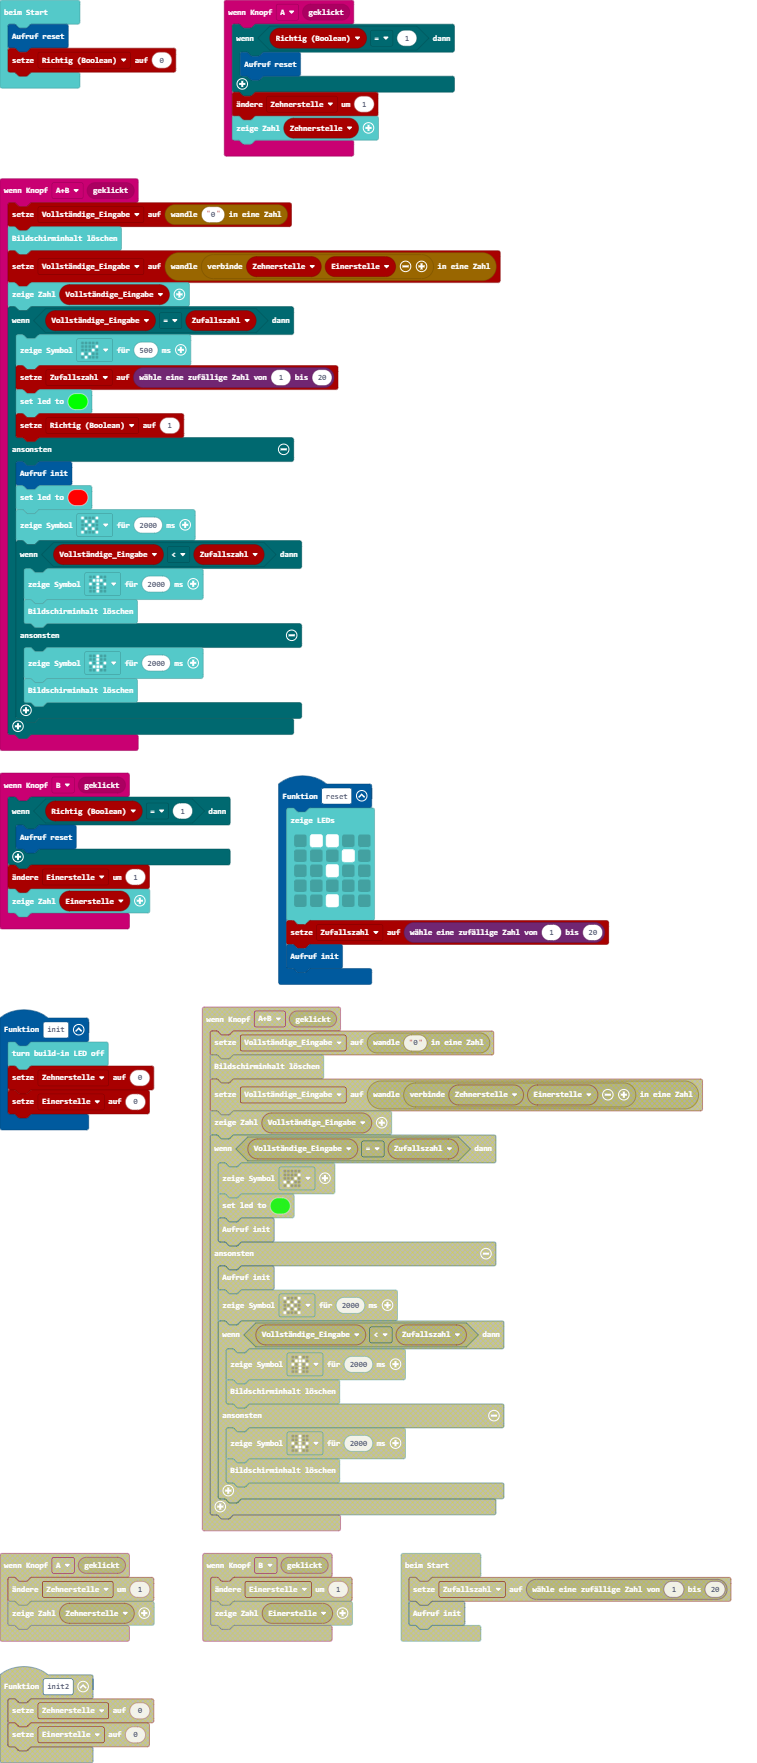 beim Start
Aufruf reset
setze Richtig (Boolean) auf 0
wenn Knopf A geklickt
wenn Richtig (Boolean) = 1 dann
Aufruf reset
ändere Zehnerstelle um 1
zeige Zahl Zehnerstelle
wenn Knopf A+B geklickt
setze Vollständige_Eingabe auf wandle "0" in eine Zahl
Bildschirminhalt löschen
setze Vollständige_Eingabe auf wandle verbinde Zehnerstelle Einerstelle in eine Zahl
zeige Zahl Vollständige_Eingabe
wenn Vollständige_Eingabe = Zufallszahl dann
zeige Symbol für 500 ms
setze Zufallszahl auf wähle eine zufällige Zahl von 1 bis 20
set led to
setze Richtig (Boolean) auf 1
ansonsten
Aufruf init
set led to
zeige Symbol für 2000 ms
wenn Vollständige_Eingabe < Zufallszahl dann
zeige Symbol für 2000 ms
Bildschirminhalt löschen
ansonsten
zeige Symbol für 2000 ms
Bildschirminhalt löschen
wenn Knopf B geklickt
wenn Richtig (Boolean) = 1 dann
Aufruf reset
ändere Einerstelle um 1
zeige Zahl Einerstelle
Funktion reset
zeige LEDs
setze Zufallszahl auf wähle eine zufällige Zahl von 1 bis 20
Aufruf init
Funktion init
turn build-in LED off
setze Zehnerstelle auf 0
setze Einerstelle auf 0
wenn Knopf A+B geklickt
setze Vollständige_Eingabe auf wandle "0" in eine Zahl
Bildschirminhalt löschen
setze Vollständige_Eingabe auf wandle verbinde Zehnerstelle Einerstelle in eine Zahl
zeige Zahl Vollständige_Eingabe
wenn Vollständige_Eingabe = Zufallszahl dann
zeige Symbol
set led to
Aufruf init
ansonsten
Aufruf init
zeige Symbol für 2000 ms
wenn Vollständige_Eingabe < Zufallszahl dann
zeige Symbol für 2000 ms
Bildschirminhalt löschen
ansonsten
zeige Symbol für 2000 ms
Bildschirminhalt löschen
wenn Knopf A geklickt
ändere Zehnerstelle um 1
zeige Zahl Zehnerstelle
wenn Knopf B geklickt
ändere Einerstelle um 1
zeige Zahl Einerstelle
beim Start
setze Zufallszahl auf wähle eine zufällige Zahl von 1 bis 20
Aufruf init
Funktion init2
setze Zehnerstelle auf 0
setze Einerstelle auf 0